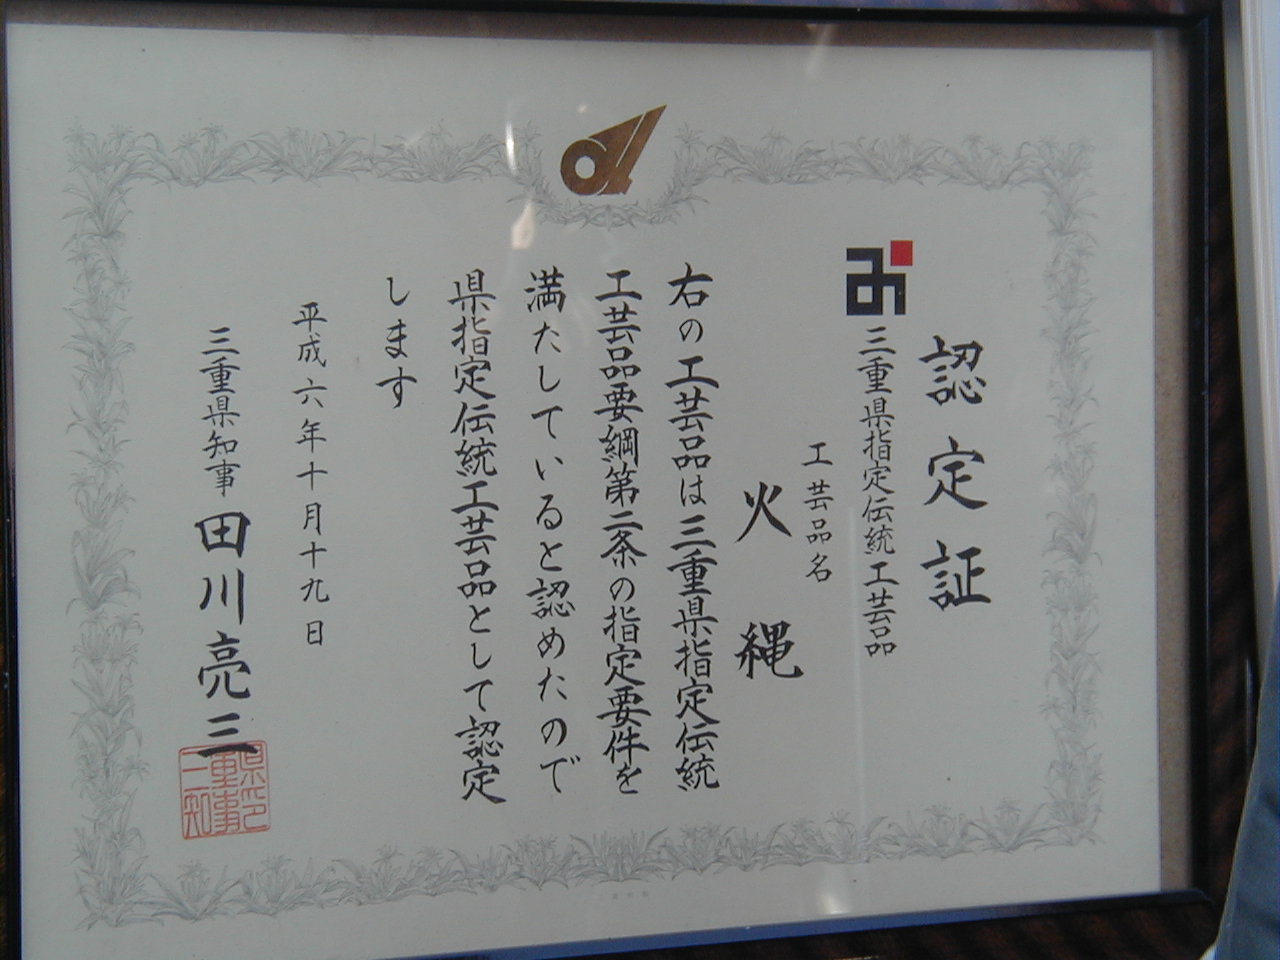 認定証
三重県指定伝統工芸品
工芸品名
火縄
右の工芸品は三重県指定伝統
工芸品要綱第二条の指定要件を
満たしていると認めたので
県指定伝統工芸品として認定
します
平成六年十月十九日
三重県知事 田川亮三